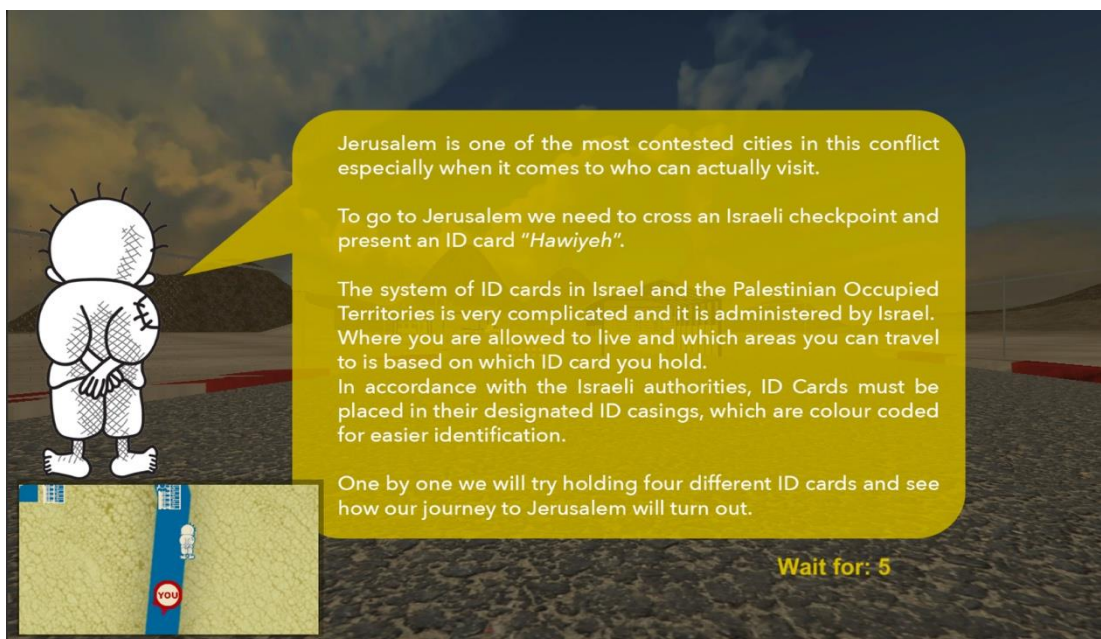 Jerusalem is one of the most contested cities in this conflict
especially when it comes to who can actually visit.
To go to Jerusalem we need to cross an Israeli checkpoint and
present an ID card “Hawiyeh”.
The system of ID cards in Israel and the Palestinian Occupied
Territories is very complicated and it is administered by Israel.
Where you are allowed to live and which areas you can travel
to is based on which ID card you hold.
In accordance with the Israeli authorities, ID Cards must be
placed in their designated ID casings, which are colour coded
for easier identification.
One by one we will try holding four different ID cards and see
how our journey to Jerusalem will turn out.
Wait for: 5
YOU